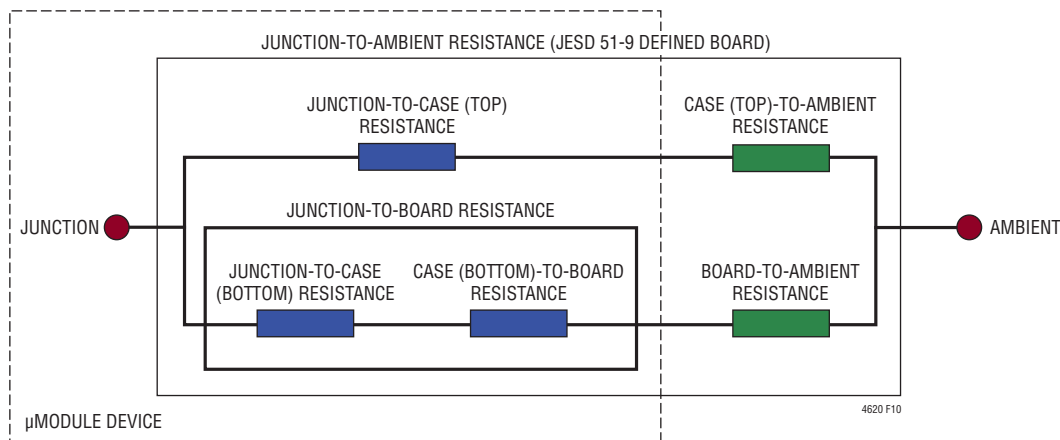 JUNCTION-TO-AMBIENT RESISTANCE (JESD 51-9 DEFINED BOARD)
JUNCTION-TO-CASE (TOP)
RESISTANCE
CASE (TOP)-TO-AMBIENT
RESISTANCE
JUNCTION
JUNCTION-TO-BOARD RESISTANCE
AMBIENT
JUNCTION-TO-CASE
(BOTTOM) RESISTANCE
CASE (BOTTOM)-TO-BOARD
RESISTANCE
BOARD-TO-AMBIENT
RESISTANCE
4620 F10
µMODULE DEVICE